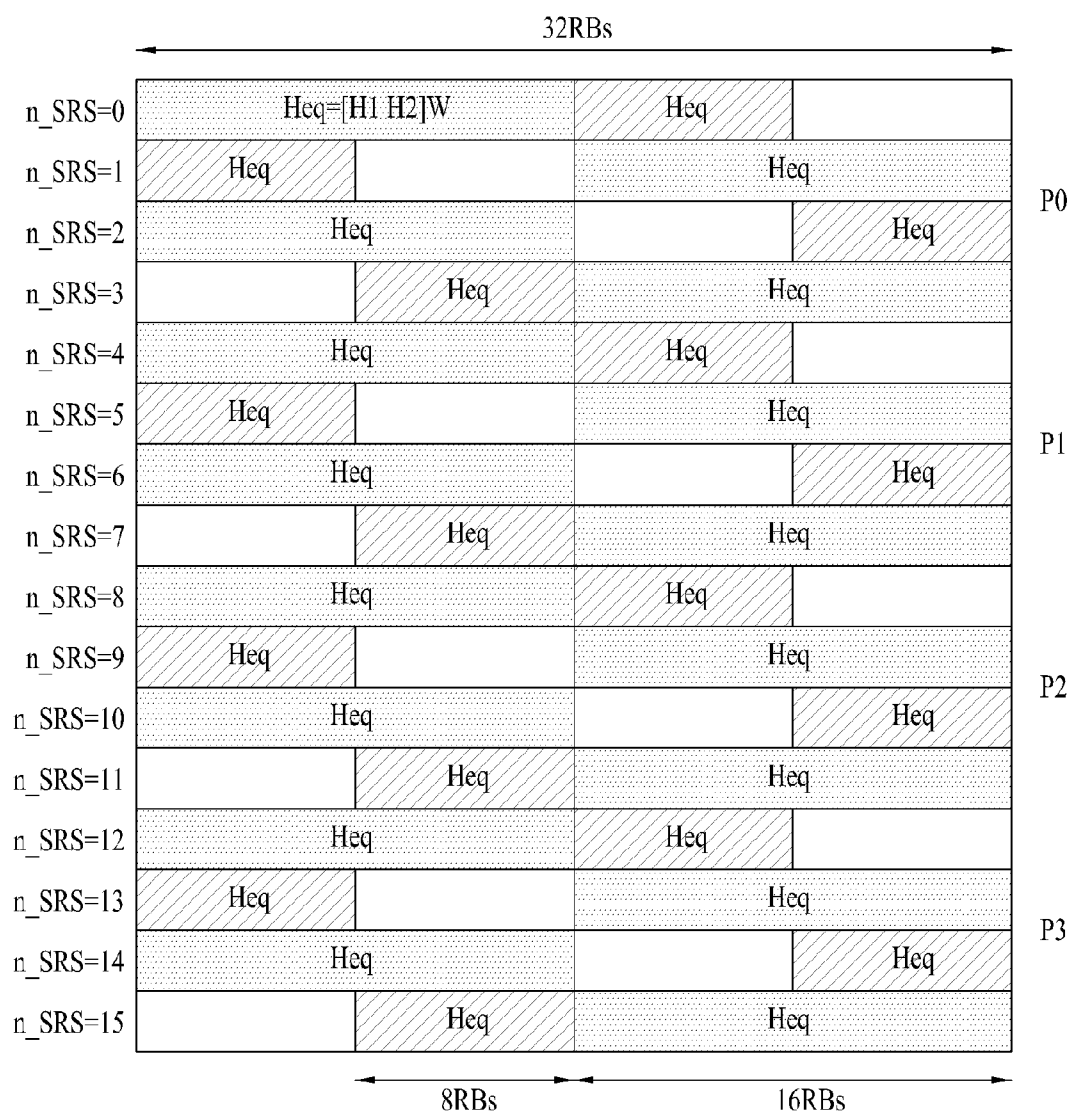 32RBs
n_SRS=0 Heq=[H1 H2]W Heq
n_SRS=1 Heq Heq
P0
n_SRS=2 Heq Heq
n_SRS=3 Heq Heq
n_SRS=4 Heq Heq
n_SRS=5 Heq Heq
P1
n_SRS=6 Heq Heq
n_SRS=7 Heq Heq
n_SRS=8 Heq Heq
n_SRS=9 Heq Heq
P2
n_SRS=10 Heq Heq
n_SRS=11 Heq Heq
n_SRS=12 Heq Heq
n_SRS=13 Heq Heq
P3
n_SRS=14 Heq Heq
n_SRS=15 Heq Heq
8RBs 16RBs